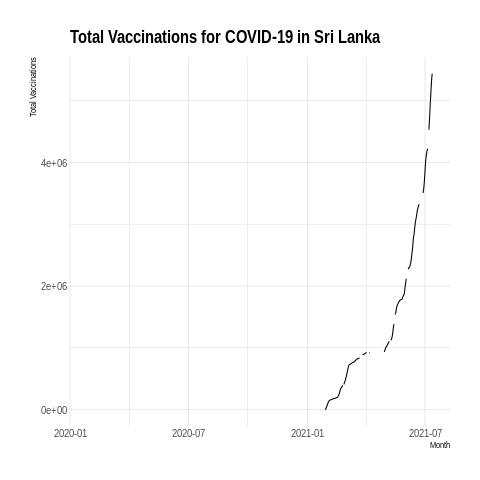 Total Vaccinations for COVID-19 in Sri Lanka
Total Vaccinations
4e+06
2e+06
0e+00
2020-01 2020-07 2021-01 2021-07
Month